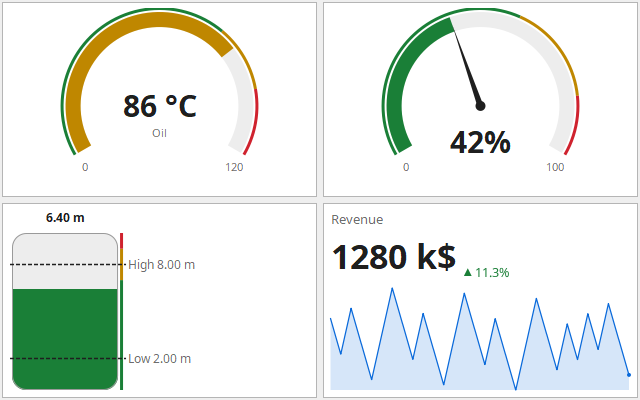 86 °C
Oil
0
120
42%
0
100
6.40 m
High 8.00 m
Low 2.00 m
Revenue
1280 k$
▲ 11.3%